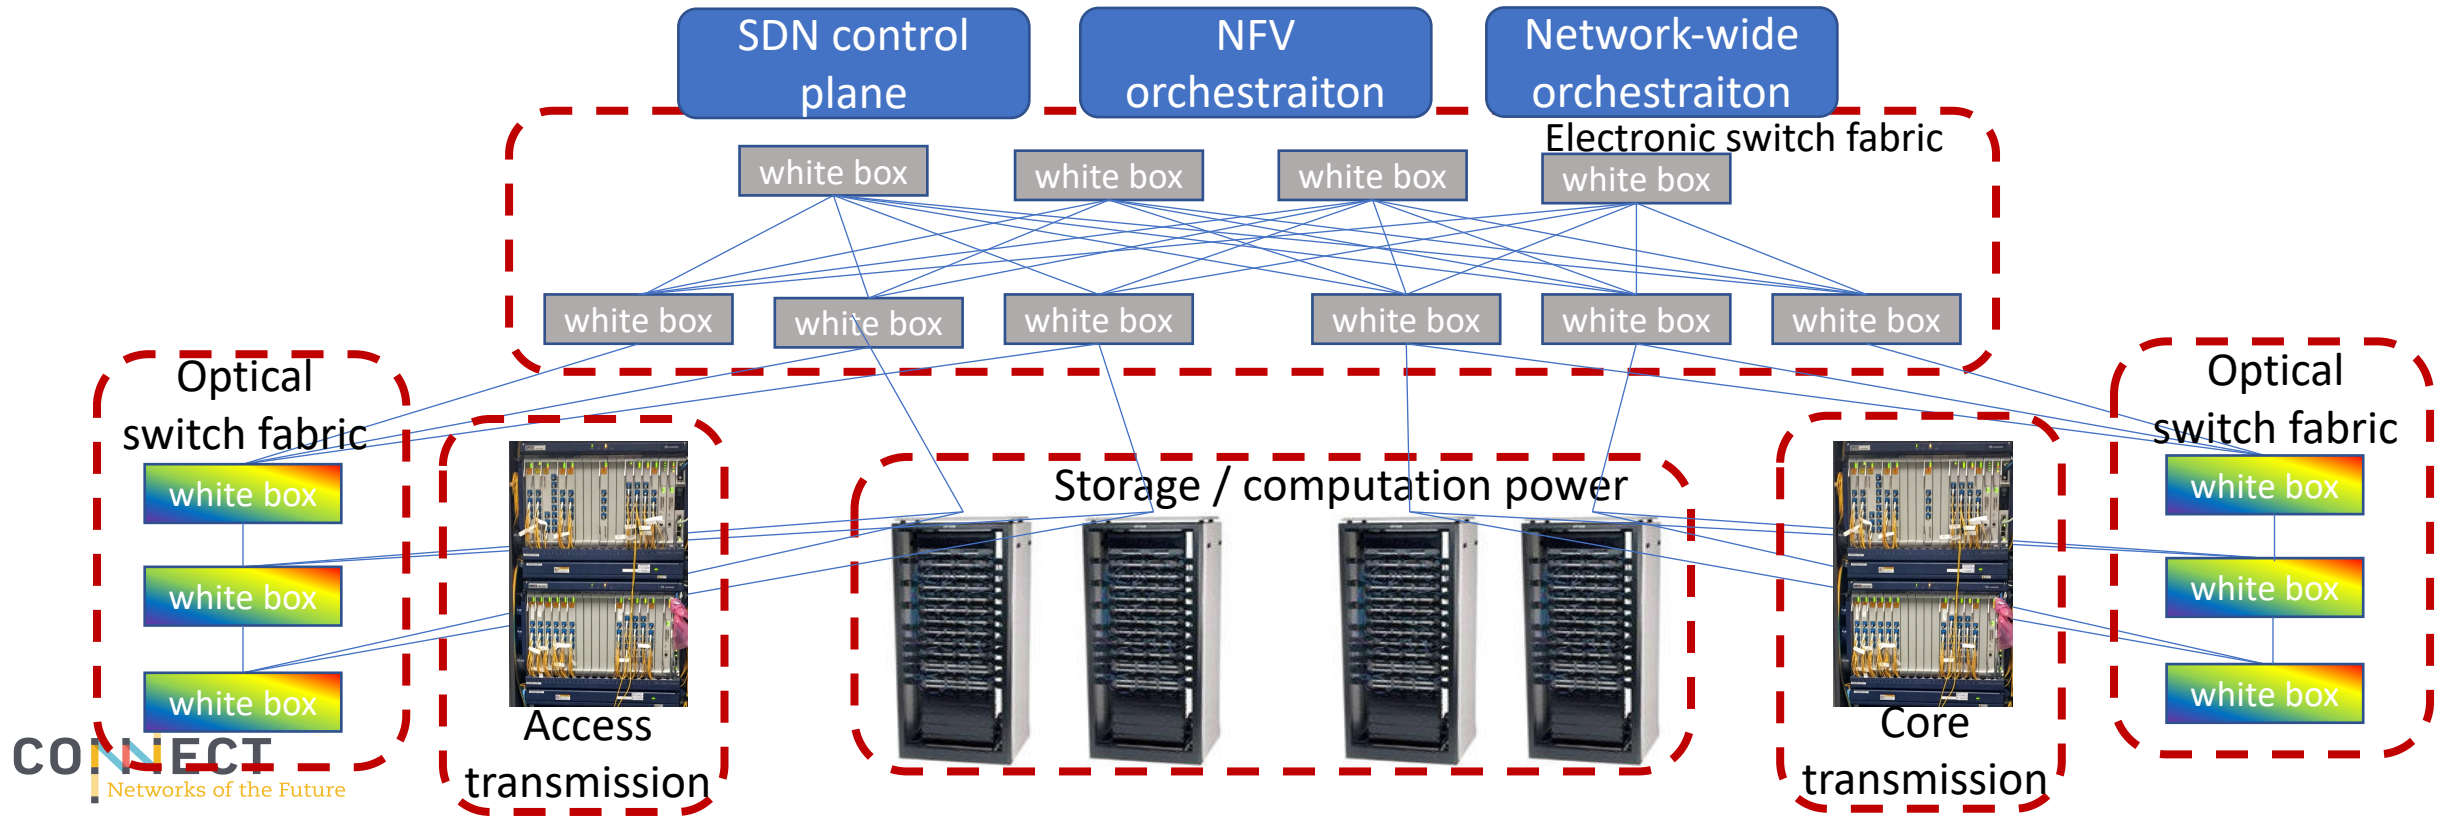 SDN control
plane
NFV
orchestraiton
Network-wide
orchestraiton
Electronic switch fabric
white box
white box
white box
white box
white box
white box
white box
white box
white box
white box
Optical
switch fabric
white box
white box
white box
Access
transmission
Storage / computation power
Core
transmission
Optical
switch fabric
white box
white box
white box
CONNECT
Networks of the Future